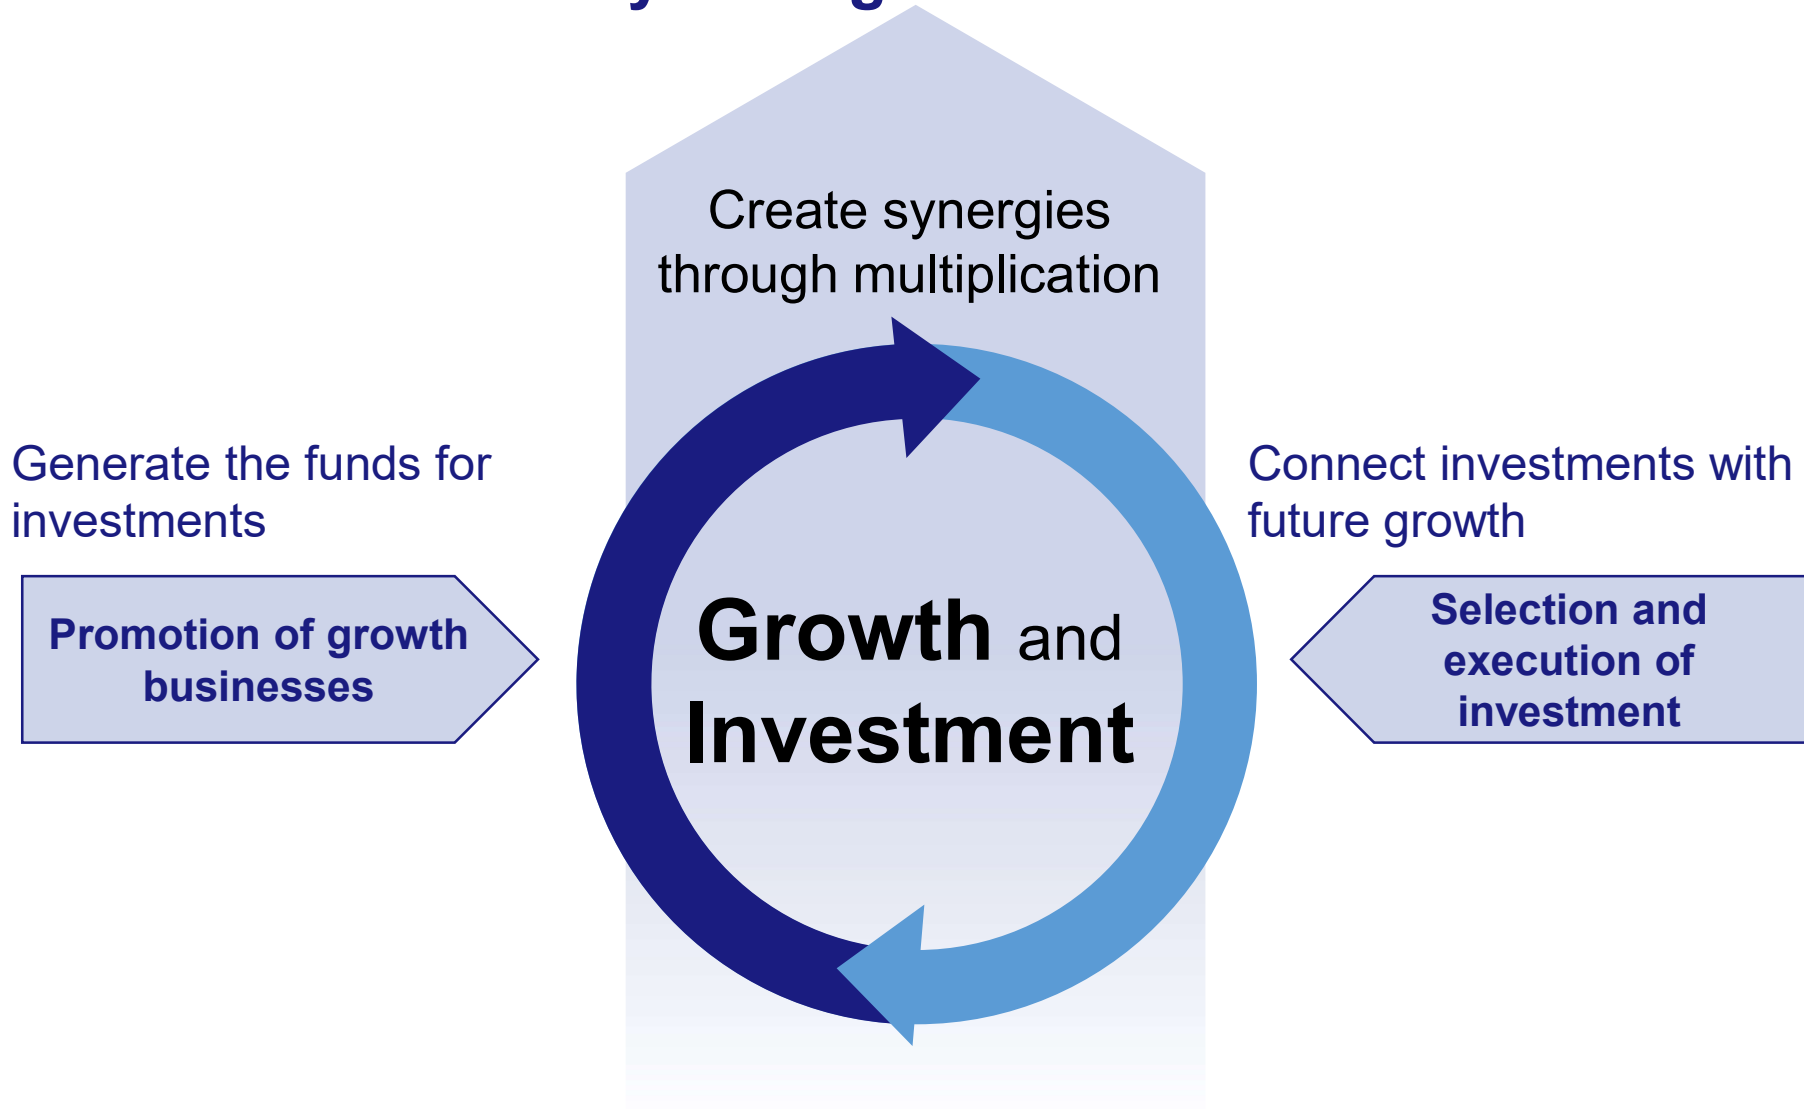 Create synergies
through multiplication
Generate the funds for
investments
Promotion of growth
businesses
Growth and
Investment
Connect investments with
future growth
Selection and
execution of
investment